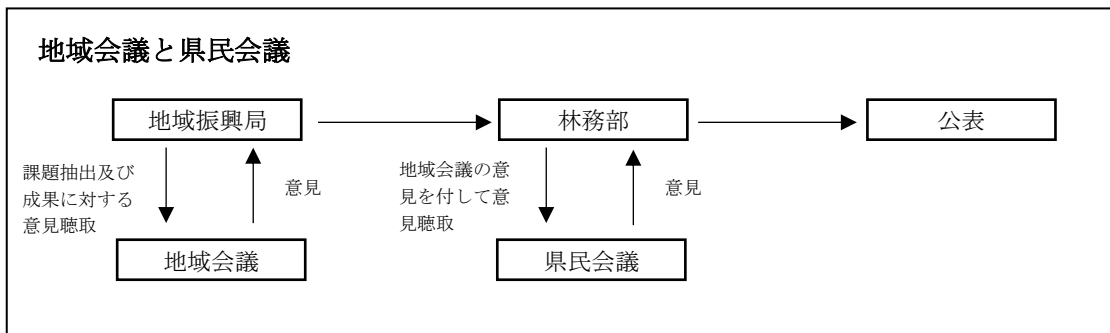 地域会議と県民会議
地域振興局
林務部
公表
課題抽出及び
成果に対する
意見聴取
意見
地域会議の意
見を付して意
見聴取
意見
地域会議
県民会議